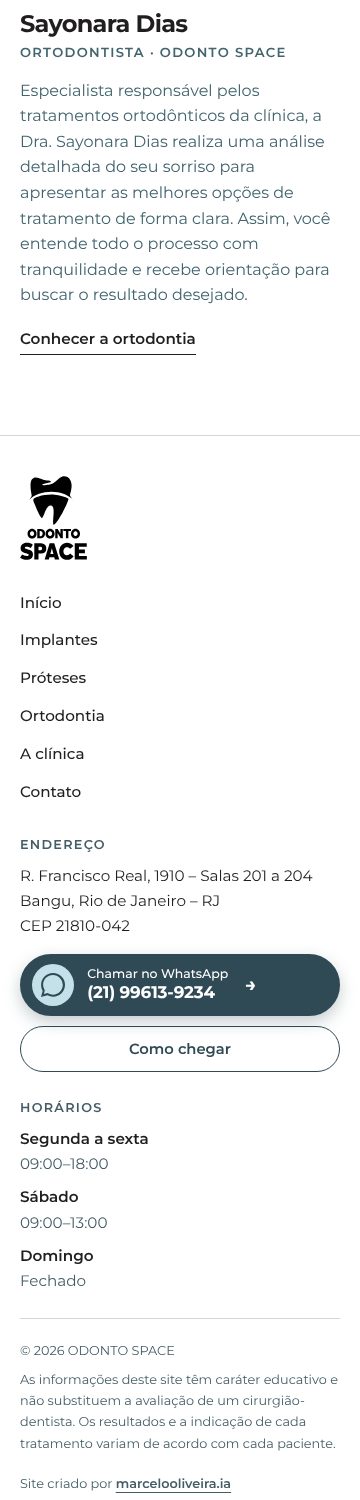 Sayonara Dias
ORTODONTISTA · ODONTO SPACE
Especialista responsável pelos
tratamentos ortodônticos da clínica, a
Dra. Sayonara Dias realiza uma análise
detalhada do seu sorriso para
apresentar as melhores opções de
tratamento de forma clara. Assim, você
entende todo o processo com
tranquilidade e recebe orientação para
buscar o resultado desejado.
Conhecer a ortodontia
ODONTO
SPACE
Início
Implantes
Próteses
Ortodontia
A clínica
Contato
ENDEREÇO
R. Francisco Real, 1910 – Salas 201 a 204
Bangu, Rio de Janeiro – RJ
CEP 21810-042
Chamar no WhatsApp
(21) 99613-9234 →
Como chegar
HORÁRIOS
Segunda a sexta
09:00–18:00
Sábado
09:00–13:00
Domingo
Fechado
© 2026 ODONTO SPACE
As informações deste site têm caráter educativo e
não substituem a avaliação de um cirurgião-
dentista. Os resultados e a indicação de cada
tratamento variam de acordo com cada paciente.
Site criado por marcelooliveira.ia